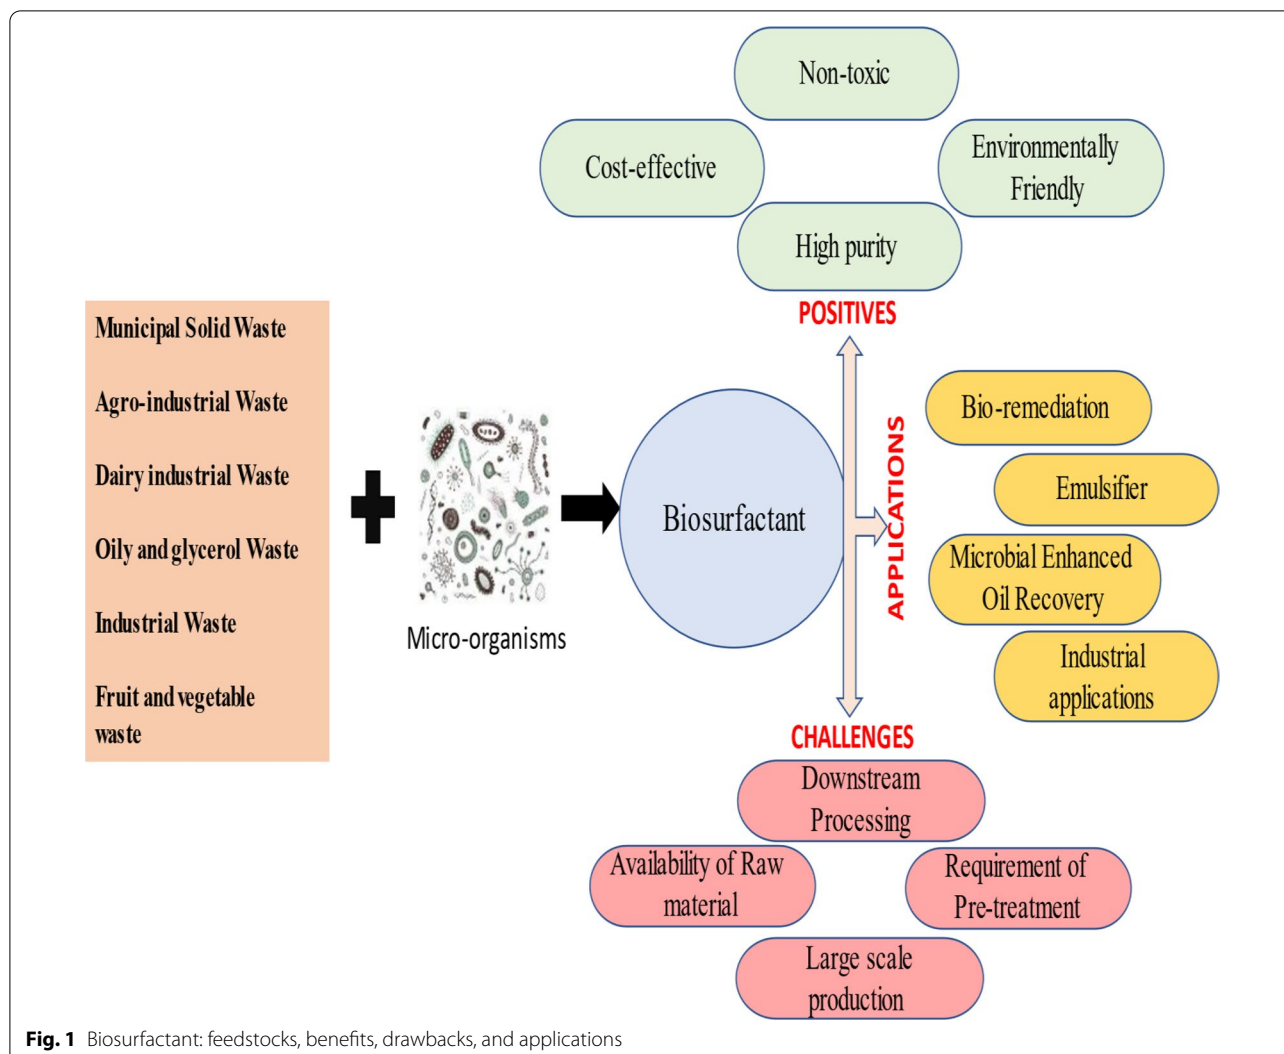 Non-toxic
Cost-effective
Environmentally
Friendly
High purity
POSITIVES
Municipal Solid Waste
Agro-industrial Waste
Dairy industrial Waste
Oily and glycerol Waste
Industrial Waste
Fruit and vegetable
waste
Micro-organisms
Biosurfactant
APPLICATIONS
Bio-remediation
Emulsifier
Microbial Enhanced
Oil Recovery
Industrial
applications
CHALLENGES
Downstream
Processing
Availability of Raw
material
Requirement of
Pre-treatment
Large scale
production
Fig. 1 Biosurfactant: feedstocks, benefits, drawbacks, and applications